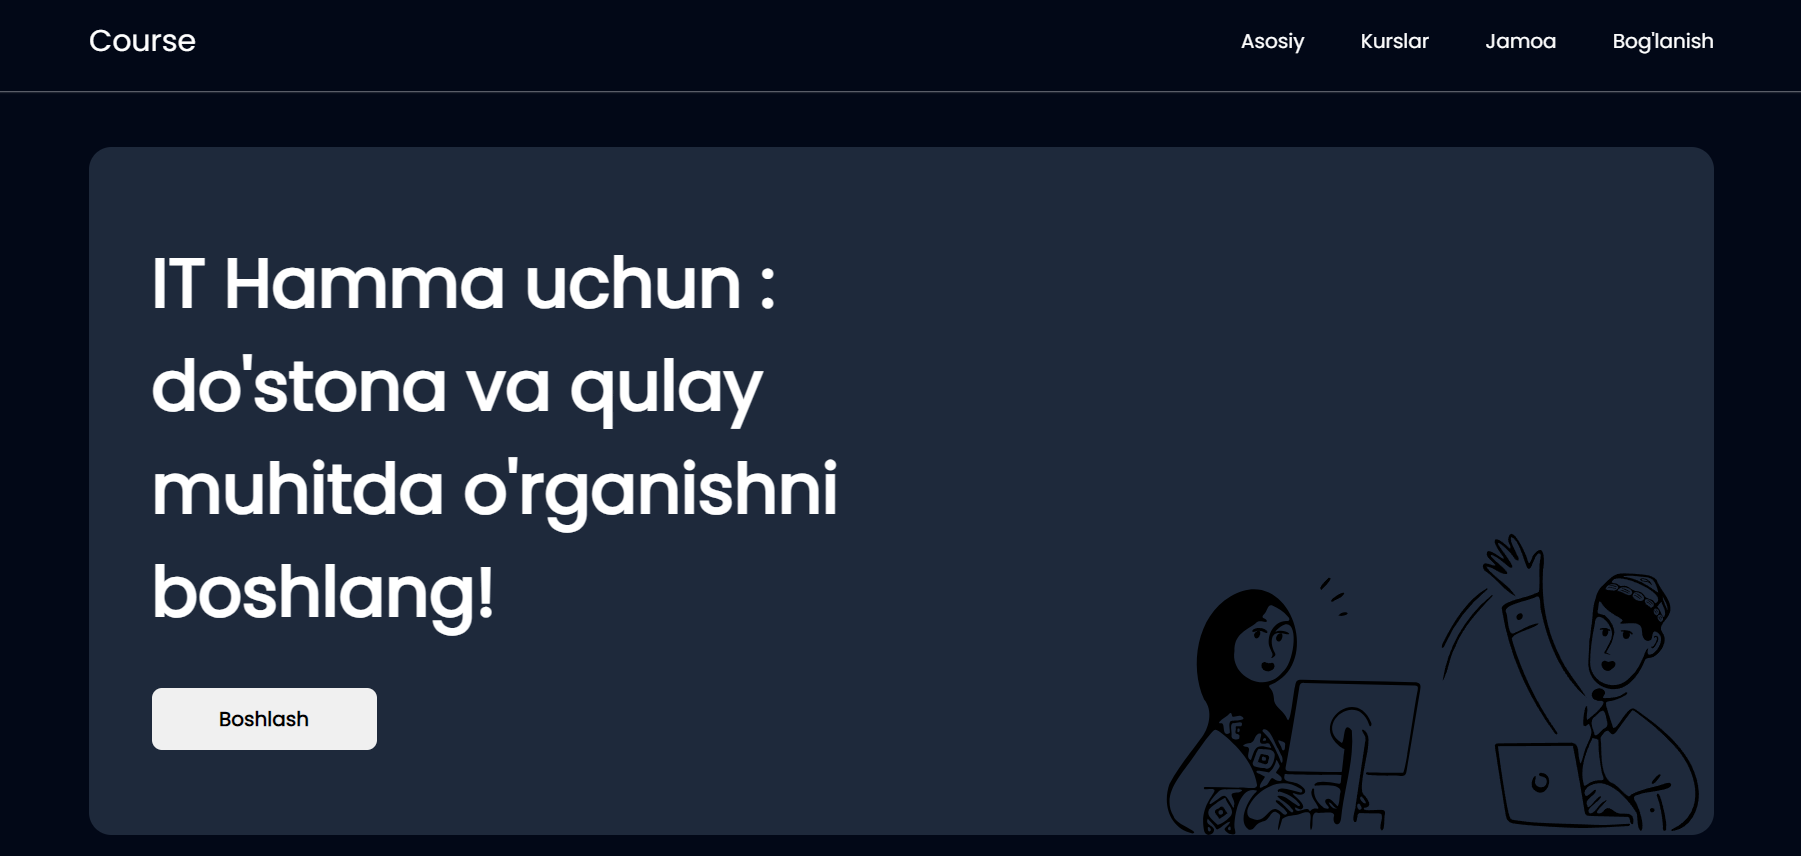 Course
Asosiy
Kurslar
Jamoa
Bog'lanish
IT Hamma uchun :
do'stona va qulay
muhitda o'rganishni
boshlang!
Boshlash